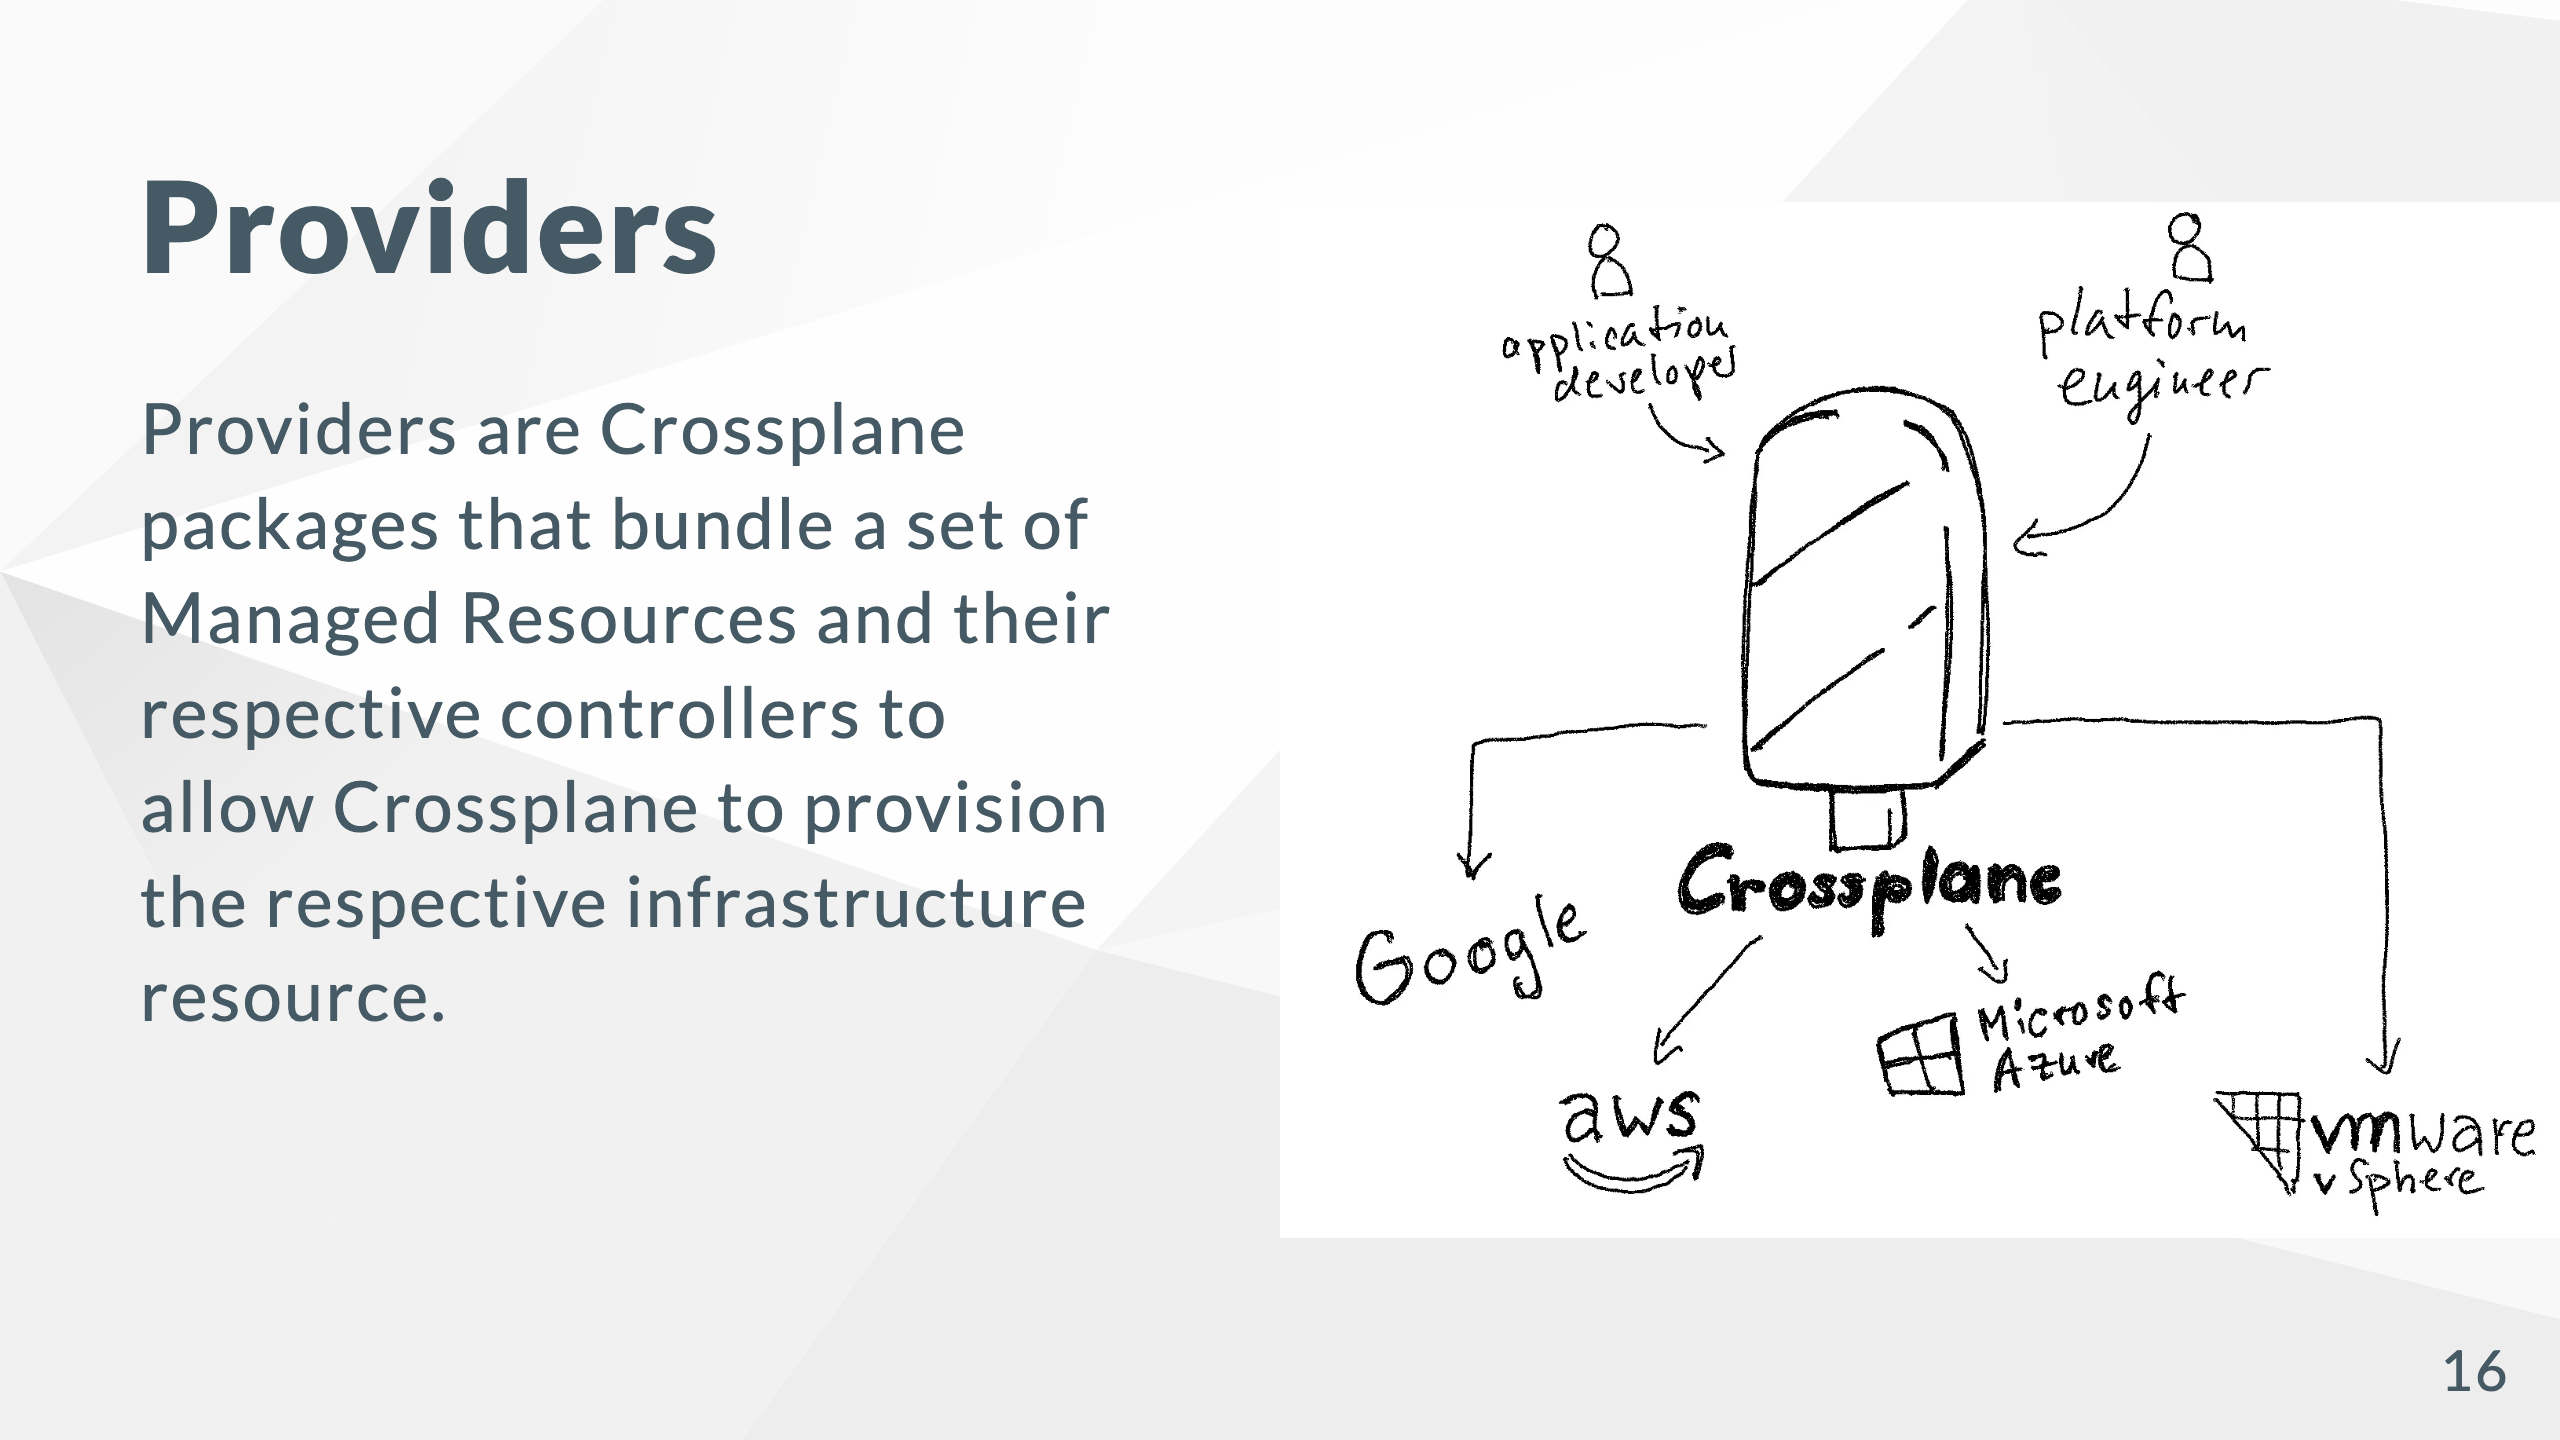 Providers
Providers are Crossplane
packages that bundle a set of
Managed Resources and their
respective controllers to
allow Crossplane to provision
the respective infrastructure
resource.
application
developer
platform
engineer
Crossplane
Google
aws
Microsoft
Azure
vmware
vSphere
16